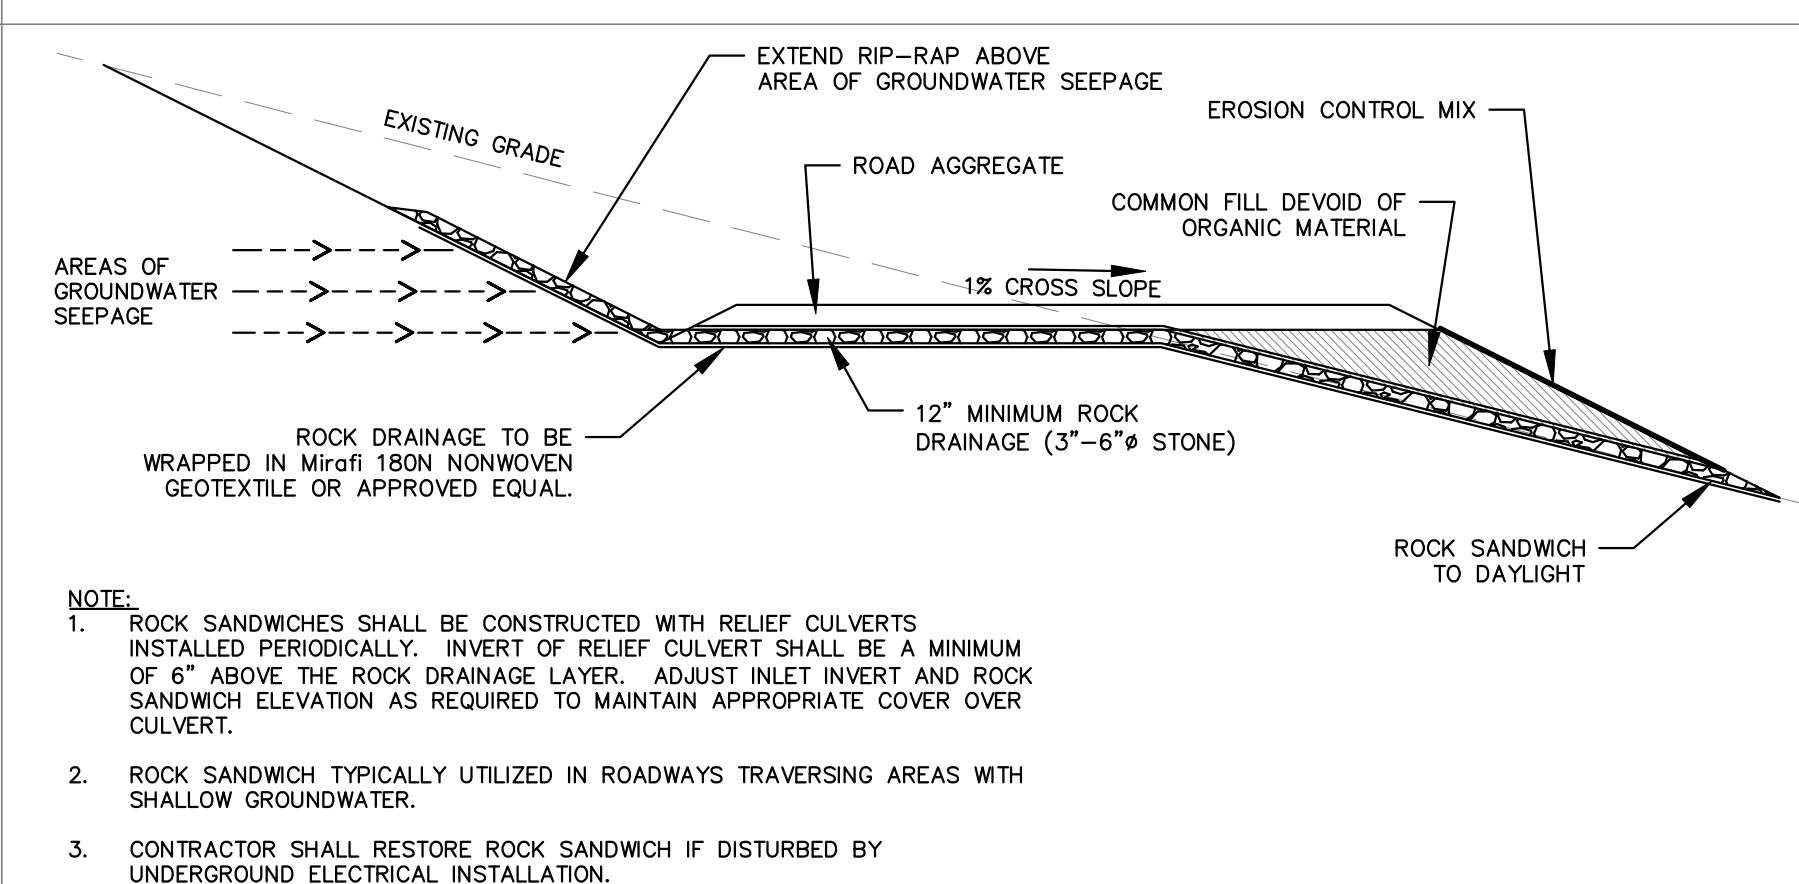 EXTEND RIP-RAP ABOVE
AREA OF GROUNDWATER SEEPAGE
EROSION CONTROL MIX
EXISTING GRADE
ROAD AGGREGATE
COMMON FILL DEVOID OF
ORGANIC MATERIAL
AREAS OF
GROUNDWATER
SEEPAGE
1% CROSS SLOPE
12" MINIMUM ROCK
DRAINAGE (3"-6"ø STONE)
ROCK DRAINAGE TO BE
WRAPPED IN Mirafi 180N NONWOVEN
GEOTEXTILE OR APPROVED EQUAL.
ROCK SANDWICH
TO DAYLIGHT
NOTE:
1. ROCK SANDWICHES SHALL BE CONSTRUCTED WITH RELIEF CULVERTS
INSTALLED PERIODICALLY. INVERT OF RELIEF CULVERT SHALL BE A MINIMUM
OF 6" ABOVE THE ROCK DRAINAGE LAYER. ADJUST INLET INVERT AND ROCK
SANDWICH ELEVATION AS REQUIRED TO MAINTAIN APPROPRIATE COVER OVER
CULVERT.
2. ROCK SANDWICH TYPICALLY UTILIZED IN ROADWAYS TRAVERSING AREAS WITH
SHALLOW GROUNDWATER.
3. CONTRACTOR SHALL RESTORE ROCK SANDWICH IF DISTURBED BY
UNDERGROUND ELECTRICAL INSTALLATION.